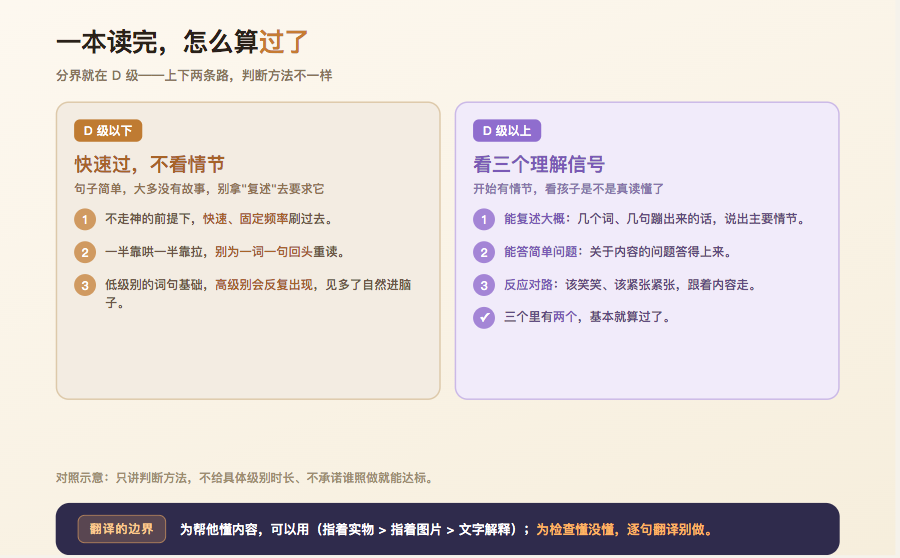 一本读完，怎么算过了
分界就在 D 级——上下两条路，判断方法不一样
D 级以下
快速过，不看情节
句子简单，大多没有故事，别拿"复述"去要求它
1 不走神的前提下，快速、固定频率刷过去。
2 一半靠哄一半靠拉，别为一词一句回头重读。
3 低级别的词句基础，高级别会反复出现，见多了自然进脑
子。
D 级以上
看三个理解信号
开始有情节，看孩子是不是真读懂了
1 能复述大概：几个词、几句蹦出来的话，说出主要情节。
2 能答简单问题：关于内容的问题答得上来。
3 反应对路：该笑笑、该紧张紧张，跟着内容走。
✓ 三个里有两个，基本就算过了。
对照示意：只讲判断方法，不给具体级别时长、不承诺谁照做就能达标。
翻译的边界 为帮他懂内容，可以用（指着实物 > 指着图片 > 文字解释）；为检查懂没懂，逐句翻译别做。